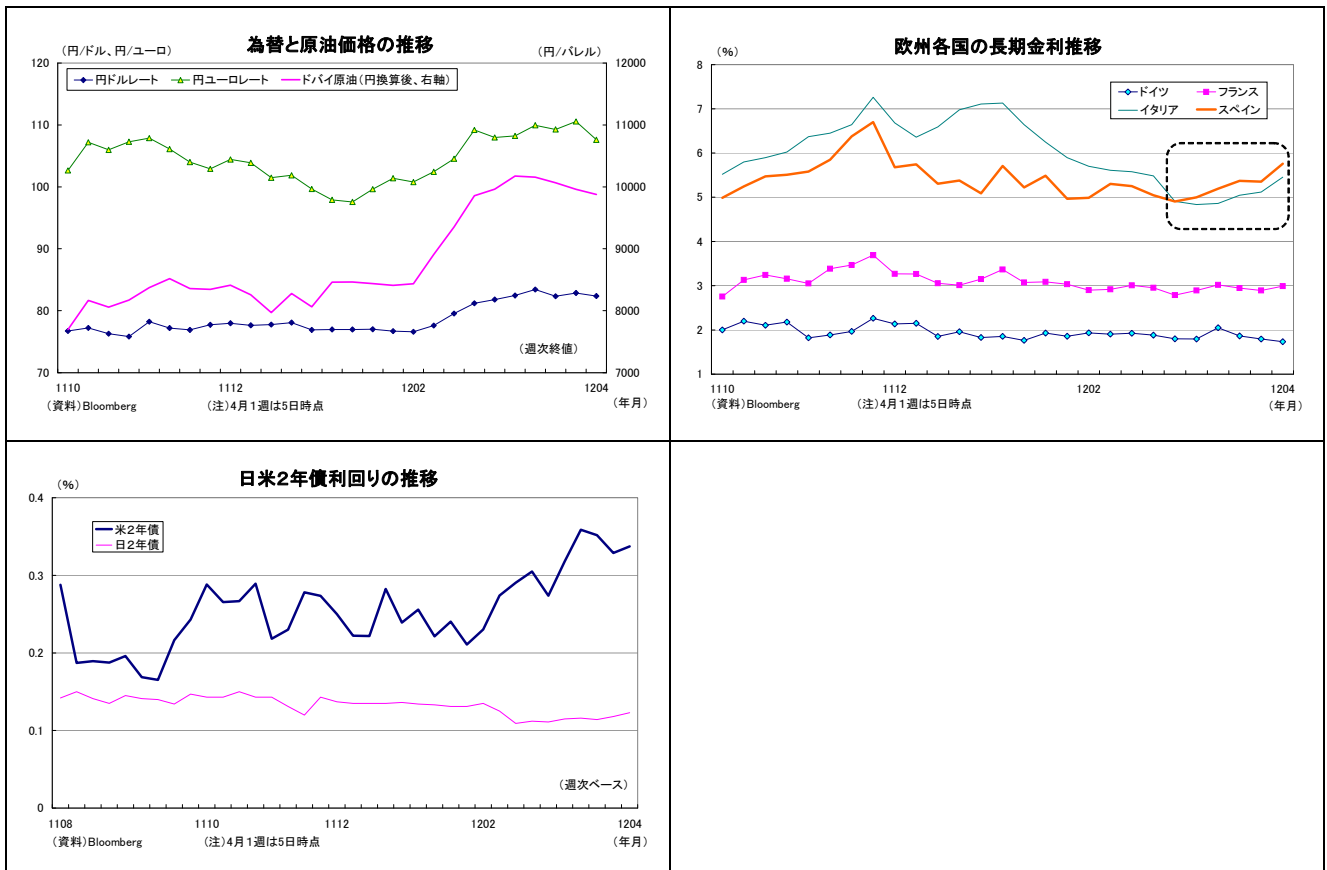 為替と原油価格の推移
(円/ドル、円/ユーロ)
(円/バレル)
円ドルレート 円ユーロレート ドバイ原油(円換算後、右軸)
120 12000
110 11000
100 10000
90 9000
80 8000
70 7000
(週次終値)
1110 1112 1202 1204
(資料)Bloomberg (注)4月1週は5日時点 (年月)
欧州各国の長期金利推移
(%)
ドイツ フランス
イタリア スペイン
8
7
6
5
4
3
2
1
1110 1112 1202 1204
(資料)Bloomberg (注)4月1週は5日時点 (年月)
日米2年債利回りの推移
(%)
米2年債
日2年債
0.4
0.3
0.2
0.1
0
(週次ベース)
1108 1110 1112 1202 1204
(資料)Bloomberg (注)4月1週は5日時点 (年月)